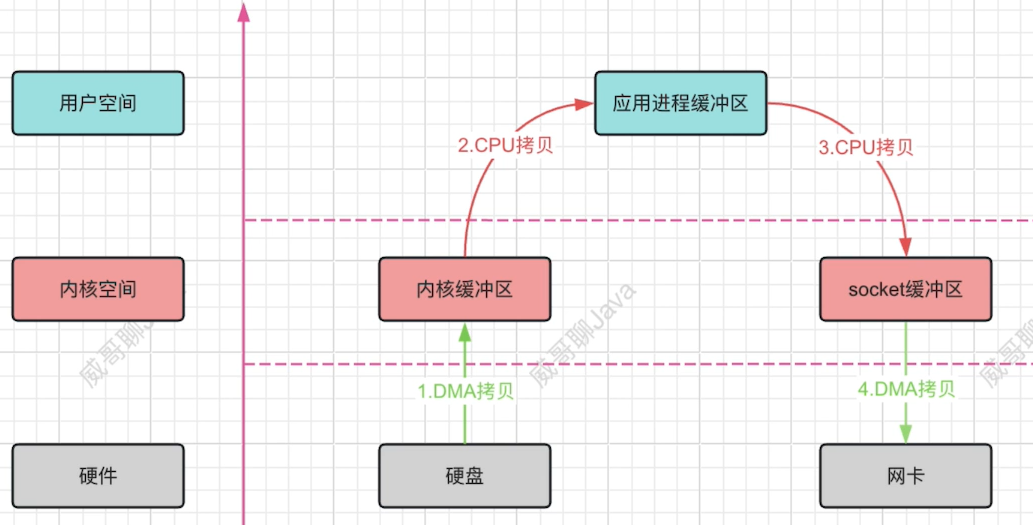 用户空间
应用进程缓冲区
2.CPU拷贝
3.CPU拷贝
内核空间
内核缓冲区
socket缓冲区
威哥聊J
威哥聊Java
威哥聊
1.DMA拷贝
4.DMA拷贝
硬件
硬盘
网卡